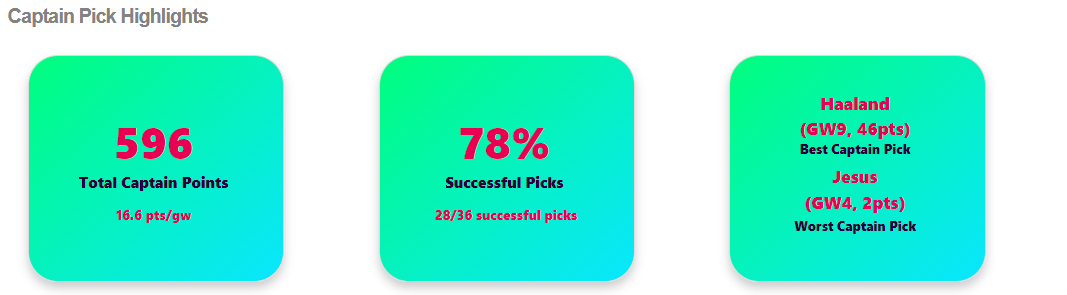 Captain Pick Highlights
596
Total Captain Points
16.6 pts/gw
78%
Successful Picks
28/36 successful picks
Haaland
(GW9, 46pts)
Best Captain Pick
Jesus
(GW4, 2pts)
Worst Captain Pick